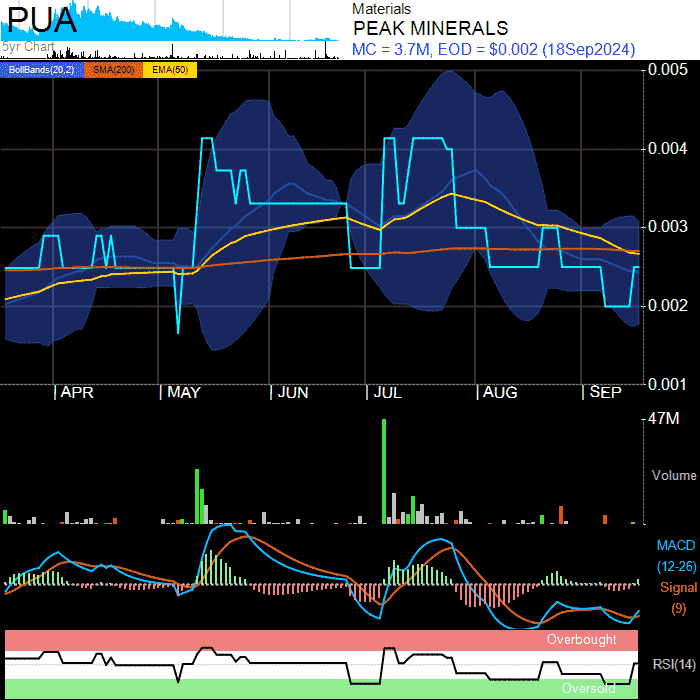 PUA
5yr Chart
Materials
PEAK MINERALS
MC = 3.7M, EOD = $0.002 (18Sep2024)
BollBands(20,2) SMA(200) EMA(50)
0.005
0.004
0.003
0.002
0.001
APR MAY JUN JUL AUG SEP
47M
Volume
MACD
(12-26)
Signal
(9)
Overbought
RSI(14)
Oversold